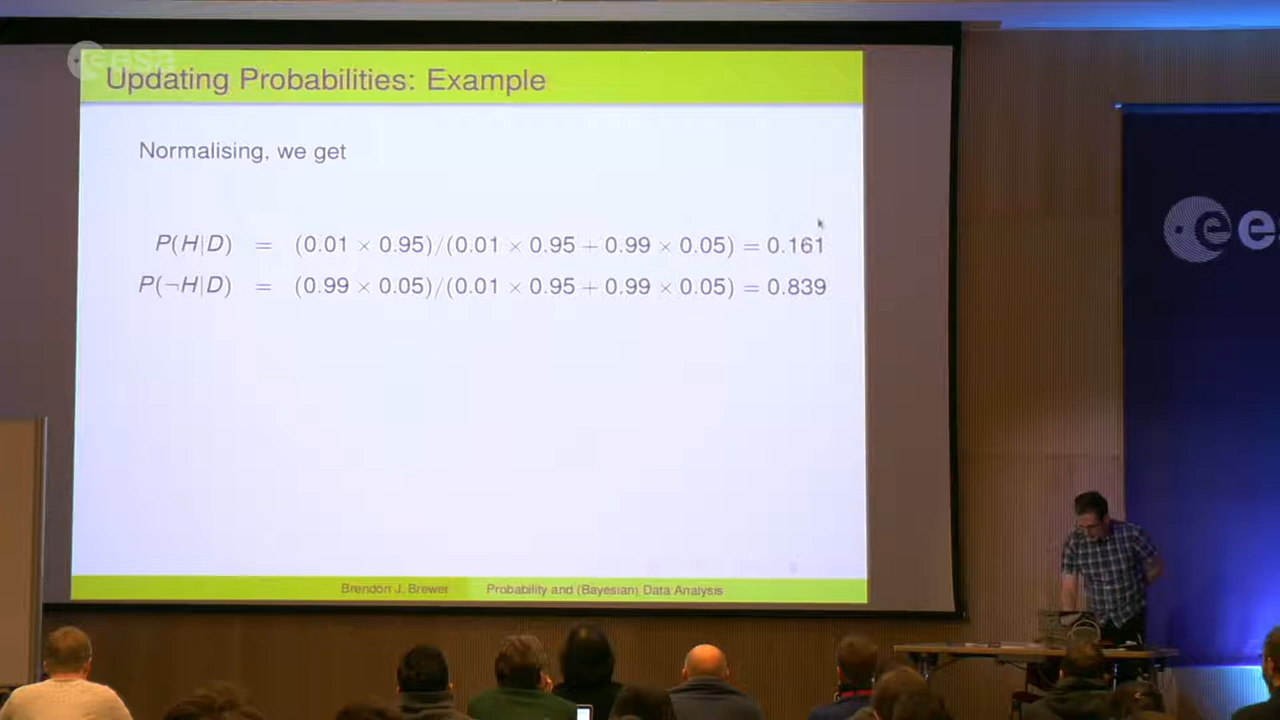 esa
Updating Probabilities: Example
Normalising, we get
P(H|D) = (0.01 × 0.95)/(0.01 × 0.95 + 0.99 × 0.05) = 0.161
P(¬H|D) = (0.99 × 0.05)/(0.01 × 0.95 + 0.99 × 0.05) = 0.839
Brendon J. Brewer Probability and (Bayesian) Data Analysis
e